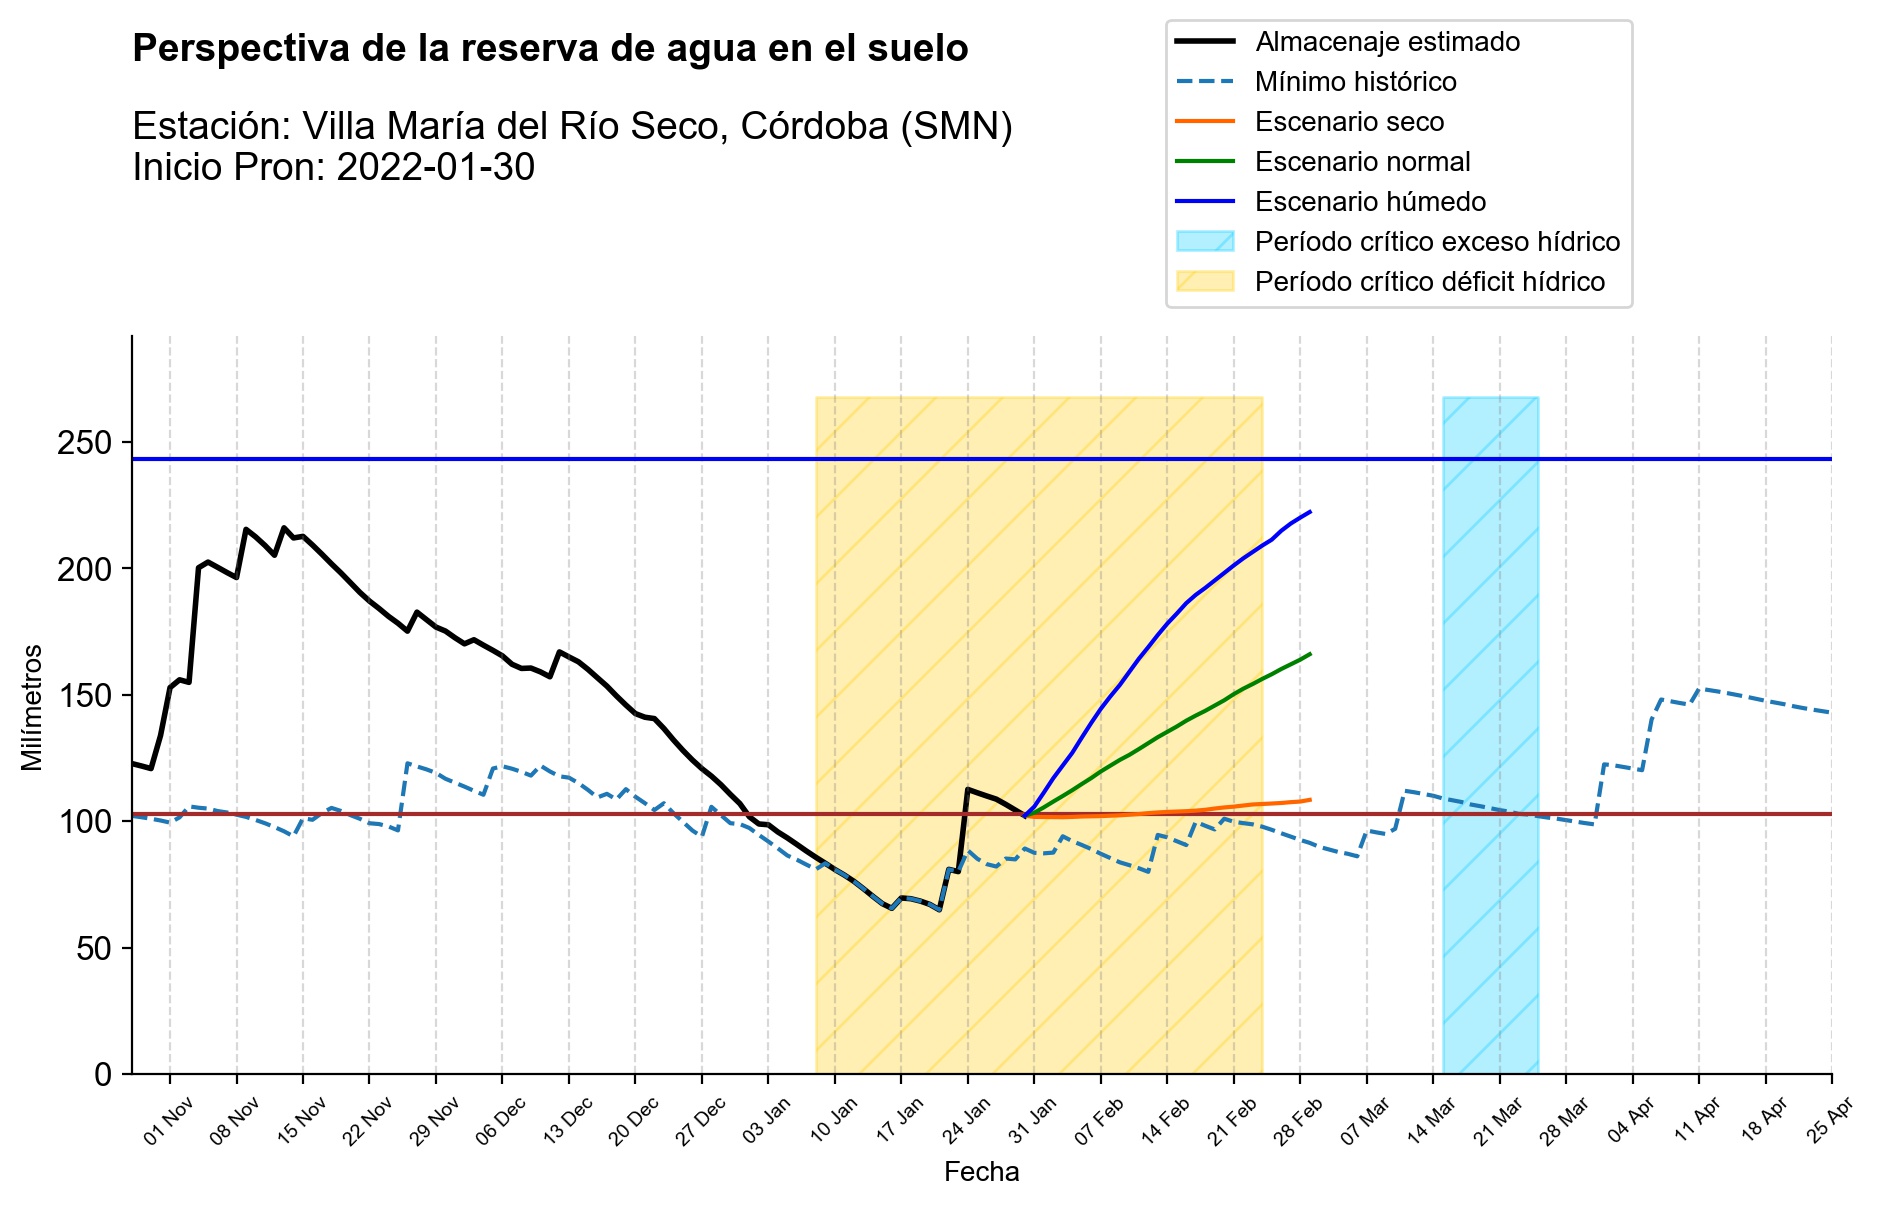 Perspectiva de la reserva de agua en el suelo
Estación: Villa María del Río Seco, Córdoba (SMN)
Inicio Pron: 2022-01-30
Almacenaje estimado
Mínimo histórico
Escenario seco
Escenario normal
Escenario húmedo
Período crítico exceso hídrico
Período crítico déficit hídrico
Milímetros
250
200
150
100
50
0
01 Nov
08 Nov
15 Nov
22 Nov
29 Nov
06 Dec
13 Dec
20 Dec
27 Dec
03 Jan
10 Jan
17 Jan
24 Jan
31 Jan
07 Feb
14 Feb
21 Feb
28 Feb
07 Mar
14 Mar
21 Mar
28 Mar
04 Apr
11 Apr
18 Apr
25 Apr
Fecha